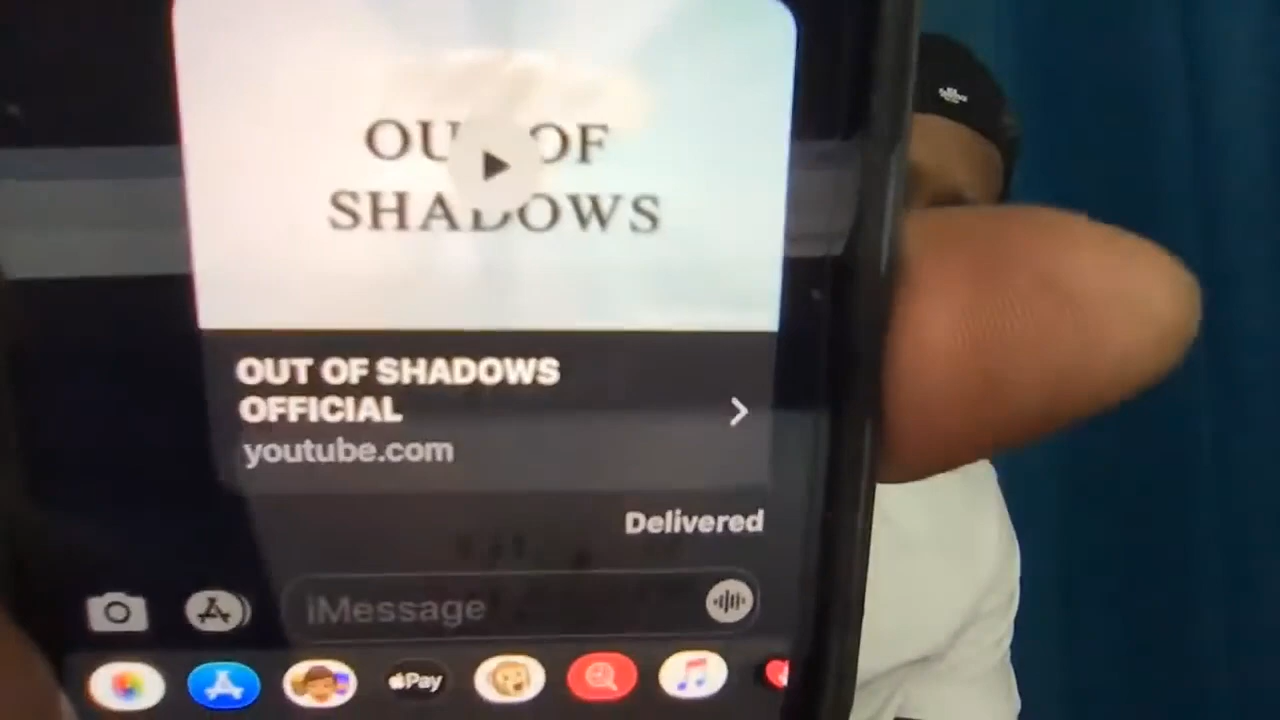 OUT OF
SHADOWS
OUT OF SHADOWS
OFFICIAL
youtube.com
Delivered
iMessage
Pay